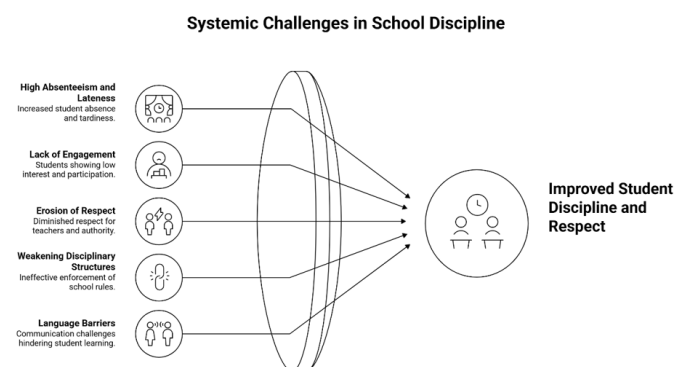 Systemic Challenges in School Discipline
High Absenteeism and
Lateness
Increased student absence
and tardiness.
Lack of Engagement
Students showing low
interest and participation.
Erosion of Respect
Diminished respect for
teachers and authority.
Weakening Disciplinary
Structures
Ineffective enforcement of
school rules.
Language Barriers
Communication challenges
hindering student learning.
Improved Student
Discipline and
Respect